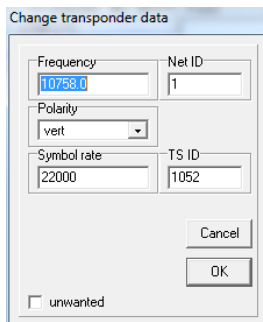 Change transponder data
Frequency Net ID
10758.0 1
Polarity
vert
Symbol rate TS ID
22000 1052
Cancel
OK
unwanted